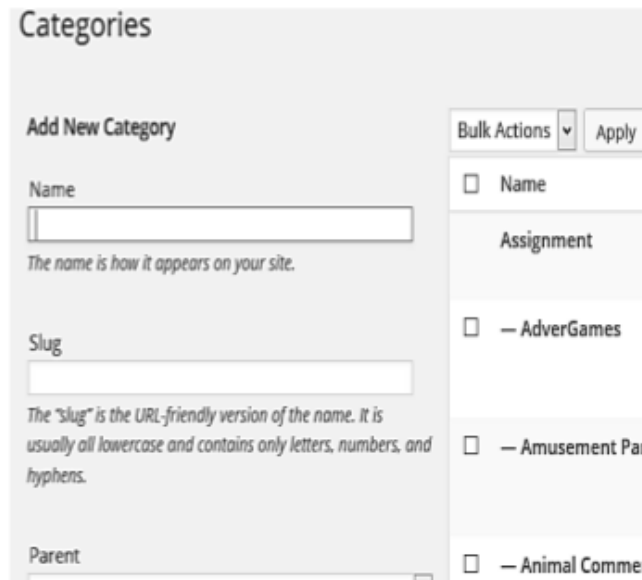 Categories
Add New Category
Name
The name is how it appears on your site.
Slug
The "slug" is the URL-friendly version of the name. It is
usually all lowercase and contains only letters, numbers, and
hyphens.
Parent
Bulk Actions Apply
Name
Assignment
— AdverGames
— Amusement Par
— Animal Comme